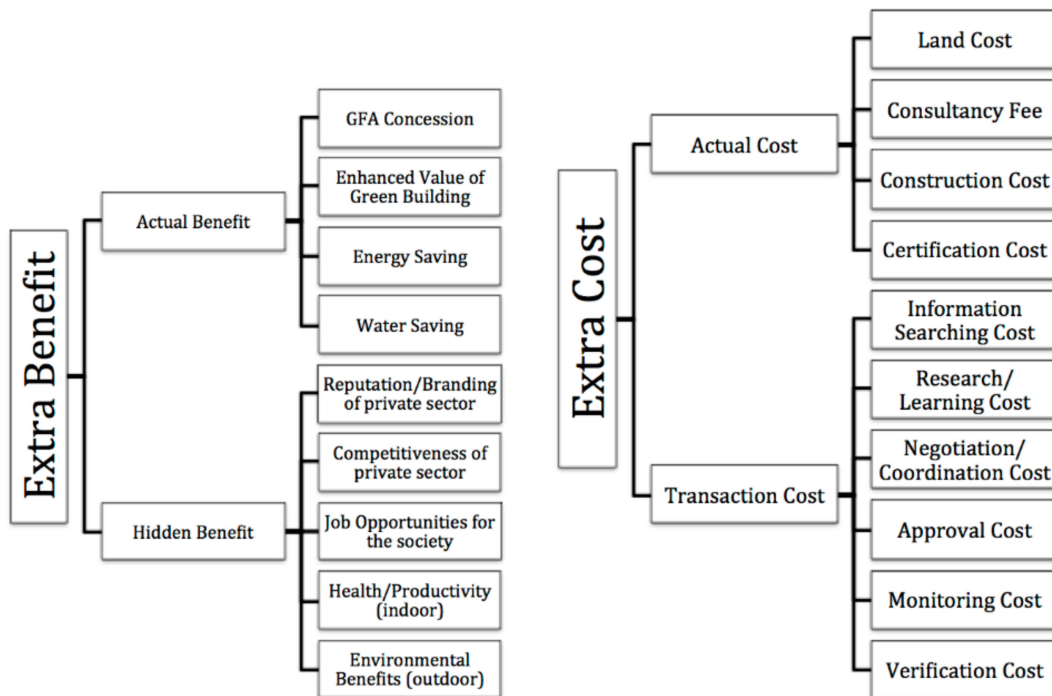 Extra Benefit
Actual Benefit
GFA Concession
Enhanced Value of
Green Building
Energy Saving
Water Saving
Hidden Benefit
Reputation/Branding
of private sector
Competitiveness of
private sector
Job Opportunities for
the society
Health/Productivity
(indoor)
Environmental
Benefits (outdoor)
Extra Cost
Actual Cost
Land Cost
Consultancy Fee
Construction Cost
Certification Cost
Transaction Cost
Information
Searching Cost
Research/
Learning Cost
Negotiation/
Coordination Cost
Approval Cost
Monitoring Cost
Verification Cost